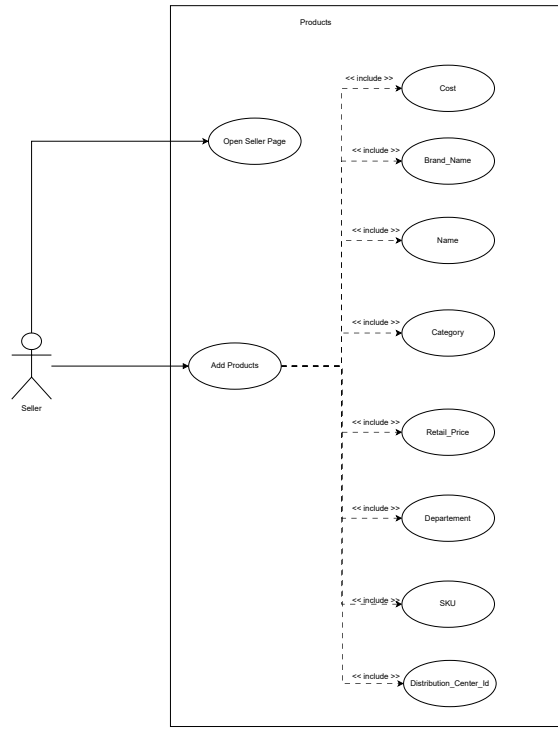 Products
<< include >>
Cost
Open Seller Page
<< include >>
Brand_Name
<< include >>
Name
<< include >>
Category
Add Products
Seller
<< include >>
Retail_Price
<< include >>
Departement
<< include >>
SKU
<< include >>
Distribution_Center_Id